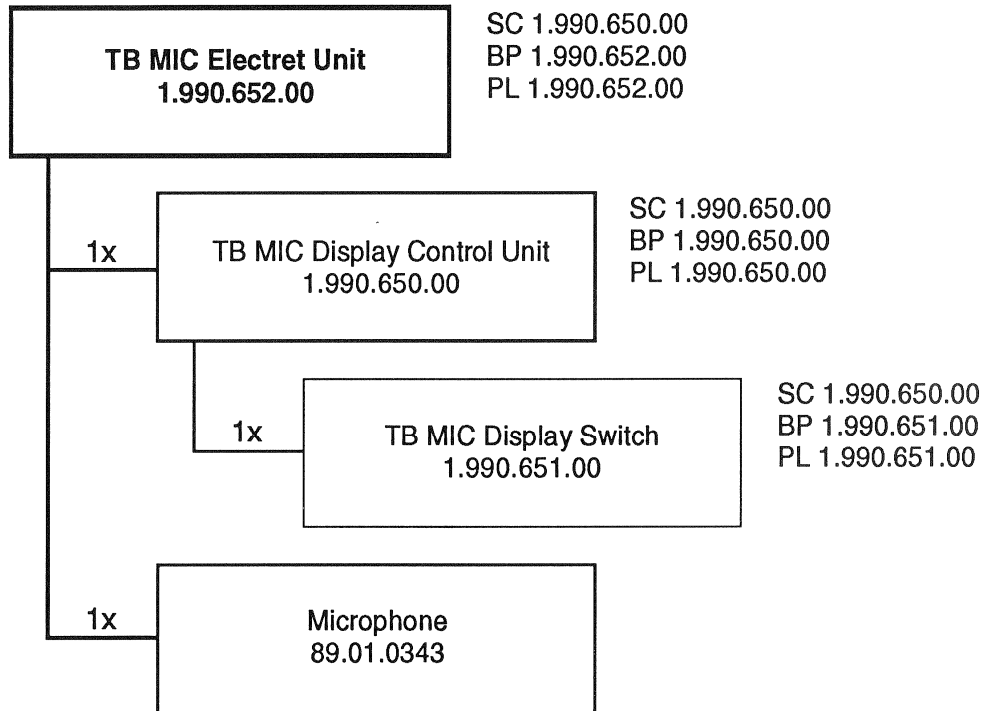 TB MIC Electret Unit
1.990.652.00
SC 1.990.650.00
BP 1.990.652.00
PL 1.990.652.00
1x
TB MIC Display Control Unit
1.990.650.00
SC 1.990.650.00
BP 1.990.650.00
PL 1.990.650.00
1x
TB MIC Display Switch
1.990.651.00
SC 1.990.650.00
BP 1.990.651.00
PL 1.990.651.00
1x
Microphone
89.01.0343